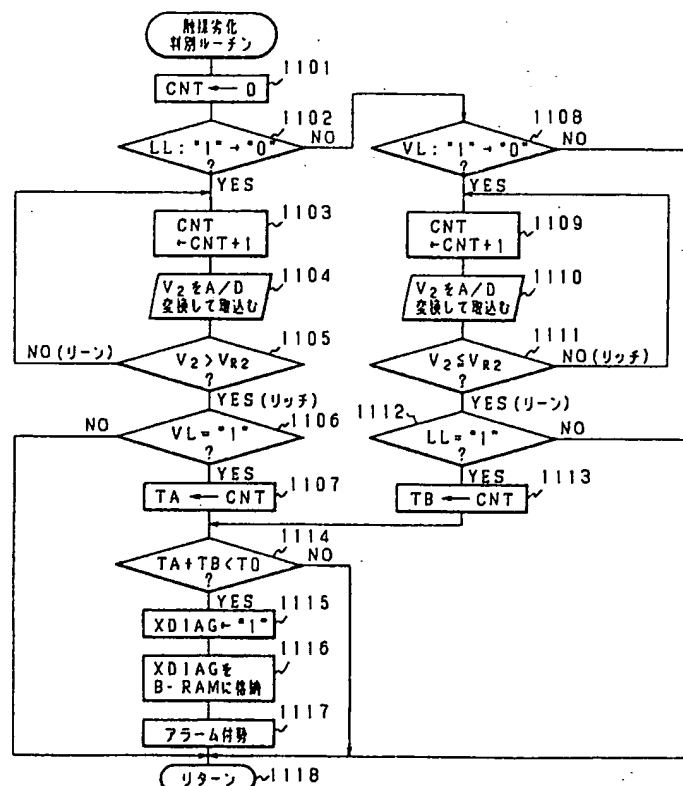 触媒劣化
判別ルーチン
1101
CNT ← 0
1102
LL : "1" → "0"
?
NO
YES
1103
CNT
←CNT+1
1104
V2をA/D
変換して取込む
1105
V2>VR2
?
NO(リーン)
YES(リッチ)
1106
VL="1"
?
NO
YES
1107
TA ← CNT
1108
VL : "1" → "0"
?
NO
YES
1109
CNT
←CNT+1
1110
V2をA/D
変換して取込む
1111
V2≦VR2
?
NO(リッチ)
YES(リーン)
1112
LL="1"
?
NO
YES
1113
TB ← CNT
1114
TA+TB<T0
?
NO
YES
1115
XDIAG←"1"
1116
XDIAGを
B-RAMに格納
1117
アラーム付勢
リターン
1118